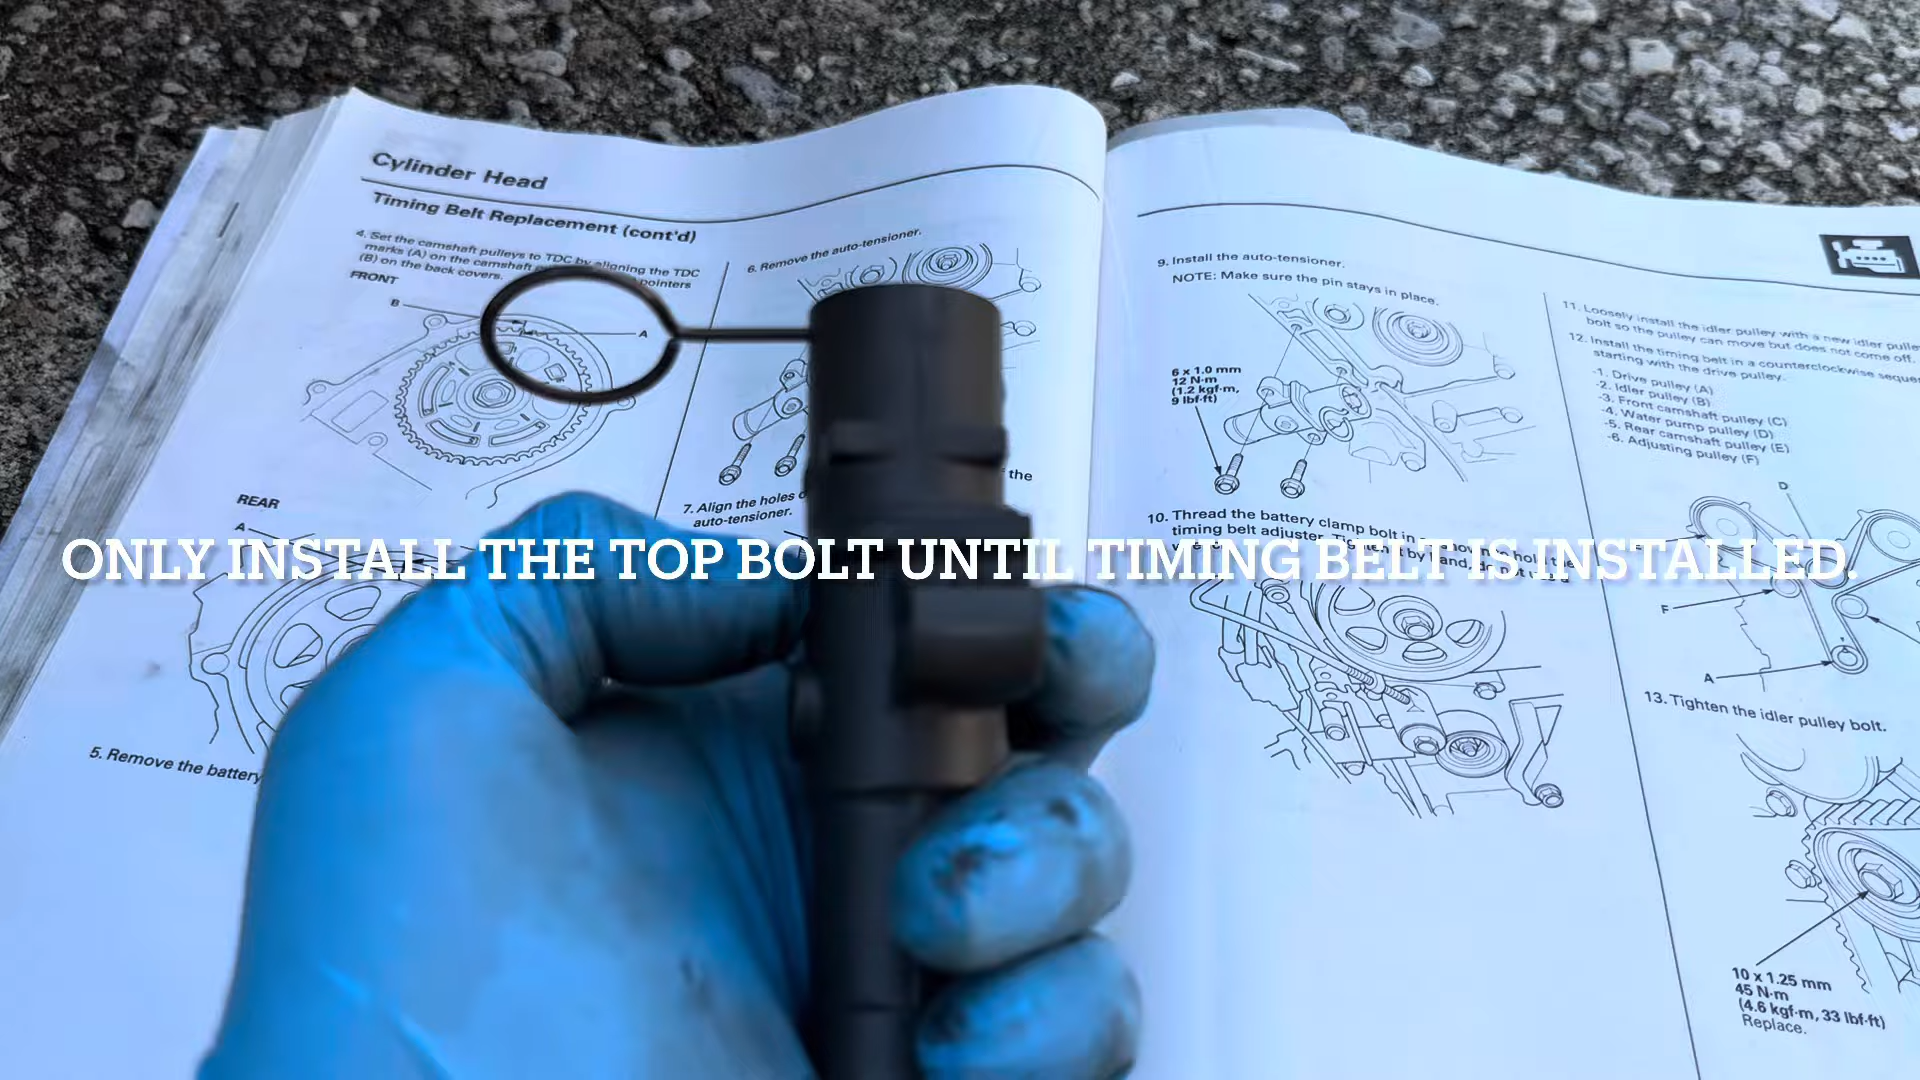 Cylinder Head
Timing Belt Replacement (cont'd)
4. Set the camshaft pulleys to TDC by aligning the TDC
marks (A) on the camshaft pointers
(B) on the back covers.
FRONT
B
A
REAR
A
5. Remove the battery
6. Remove the auto-tensioner.
the
7. Align the holes
auto-tensioner.
ONLY INSTALL THE TOP BOLT UNTIL TIMING BELT IS INSTALLED.
9. Install the auto-tensioner.
NOTE: Make sure the pin stays in place.
6 x 1.0 mm
12 N·m
(1.2 kgf·m,
9 lbf·ft)
10. Thread the battery clamp bolt in
timing belt adjuster. Tighten it by hand, do not
11. Loosely install the idler pulley with a new idler
bolt so the pulley can move but does not come off.
12. Install the timing belt in a counterclockwise
starting with the drive pulley.
-1. Drive pulley (A)
-2. Idler pulley (B)
-3. Front camshaft pulley (C)
-4. Water pump pulley (D)
-5. Rear camshaft pulley (E)
-6. Adjusting pulley (F)
D
F
A
13. Tighten the idler pulley bolt.
10 x 1.25 mm
45 N·m
(4.6 kgf·m, 33 lbf·ft)
Replace.